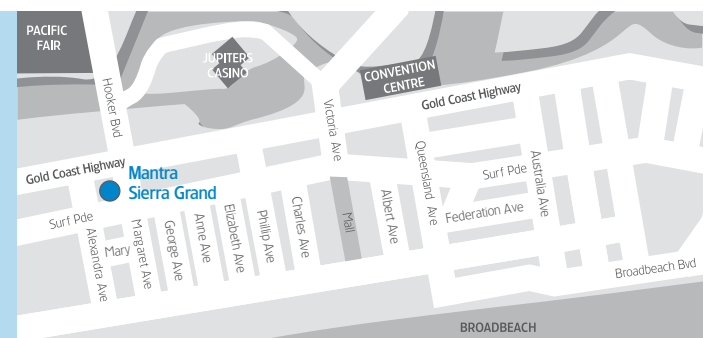 PACIFIC
FAIR
JUPITERS
CASINO
CONVENTION
CENTRE
Hooker Bvd
Victoria Ave
Gold Coast Highway
Gold Coast Highway
Mantra
Sierra Grand
Queensland Ave
Australia Ave
Surf Pde
Surf Pde
Federation Ave
Alexandra Ave
Mary
Margaret Ave
George Ave
Anne Ave
Elizabeth Ave
Phillip Ave
Charles Ave
Mall
Albert Ave
Broadbeach Bvd
BROADBEACH